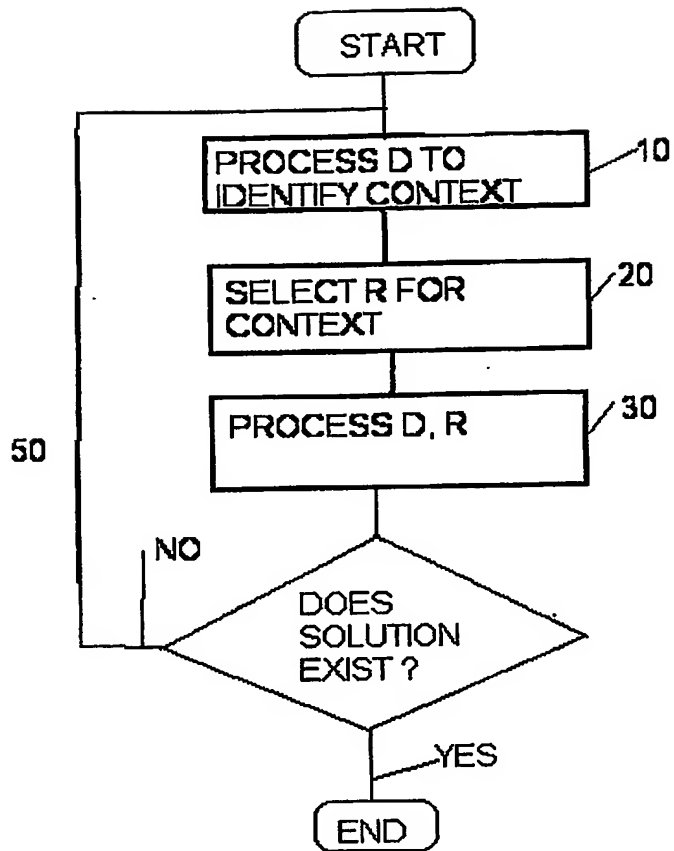 START
PROCESS D TO
IDENTIFY CONTEXT
10
SELECT R FOR
CONTEXT
20
PROCESS D, R
30
50
NO
DOES
SOLUTION
EXIST ?
YES
END